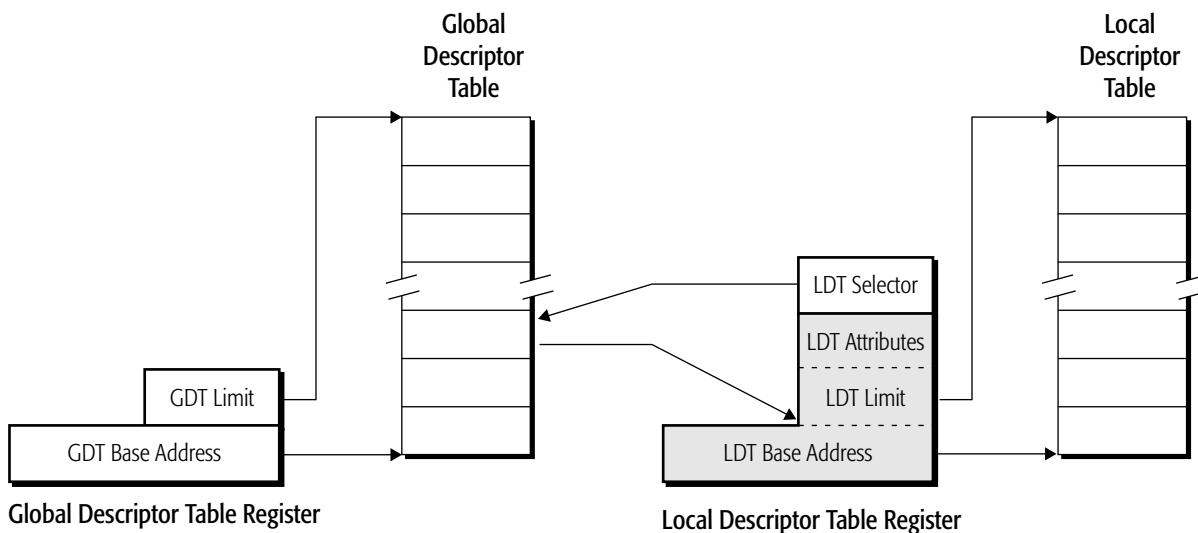 Global
Descriptor
Table
Local
Descriptor
Table
LDT Selector
LDT Attributes
GDT Limit
LDT Limit
GDT Base Address
LDT Base Address
Global Descriptor Table Register
Local Descriptor Table Register